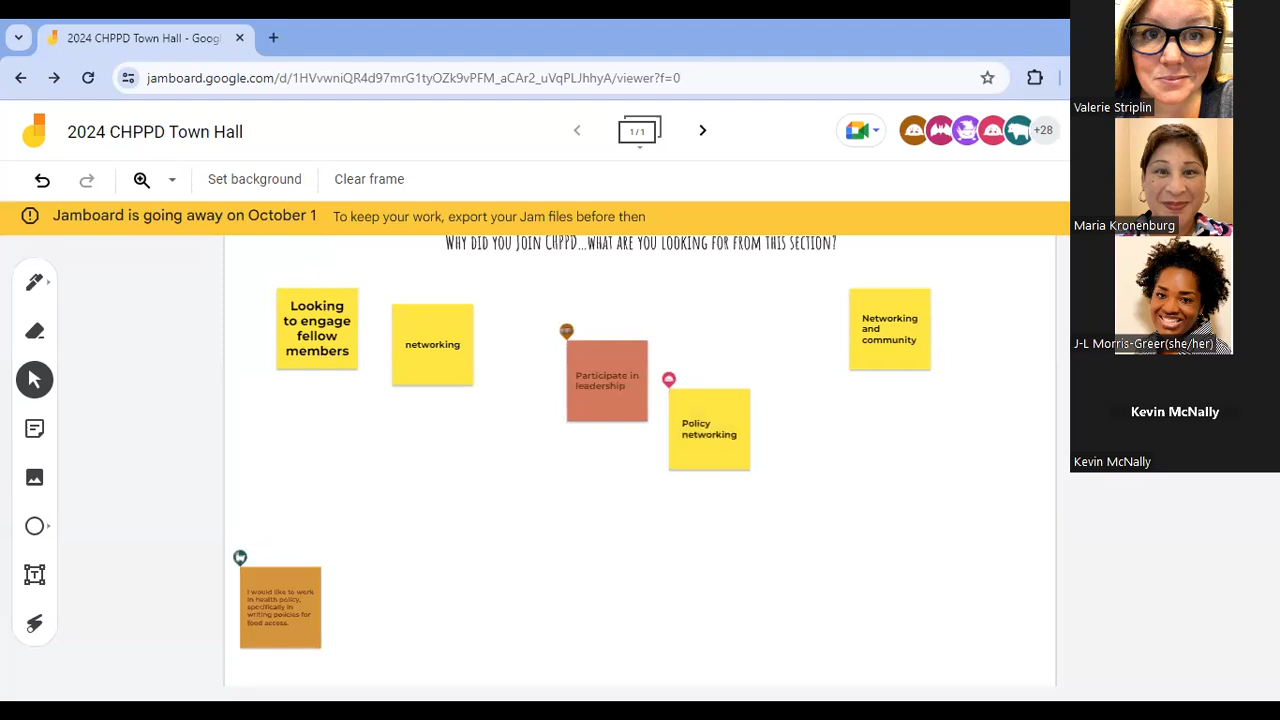 2024 CHPPD Town Hall - Goog
jamboard.google.com/d/1HVvwniQR4d97mrG1tyOZk9vPFM_aCAr2_uVqPLJhhyA/viewer?f=0
2024 CHPPD Town Hall
1 / 1
+28
Set background
Clear frame
Jamboard is going away on October 1 To keep your work, export your Jam files before then
Why did you join CHPPD...what are you looking for from this section?
Looking
to engage
fellow
members
networking
Participate in
leadership
Policy
networking
Networking
and
community
I would like to work
in health policy,
specifically in
writing policies for
food access.
Valerie Striplin
Maria Kronenburg
J-L Morris-Greer(she/her)
Kevin McNally
Kevin McNally